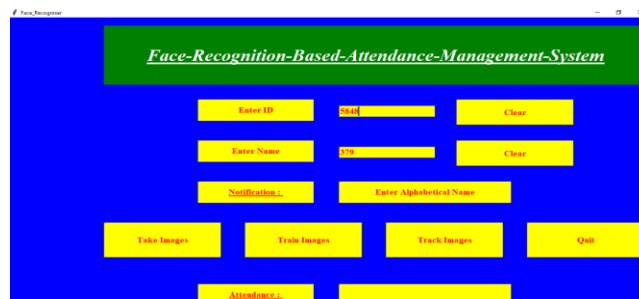 Face_Recogniser
Face-Recognition-Based-Attendance-Management-System
Enter ID 5848 Clear
Enter Name 379 Clear
Notification : Enter Alphabetical Name
Take Images Train Images Track Images Quit
Attendance :